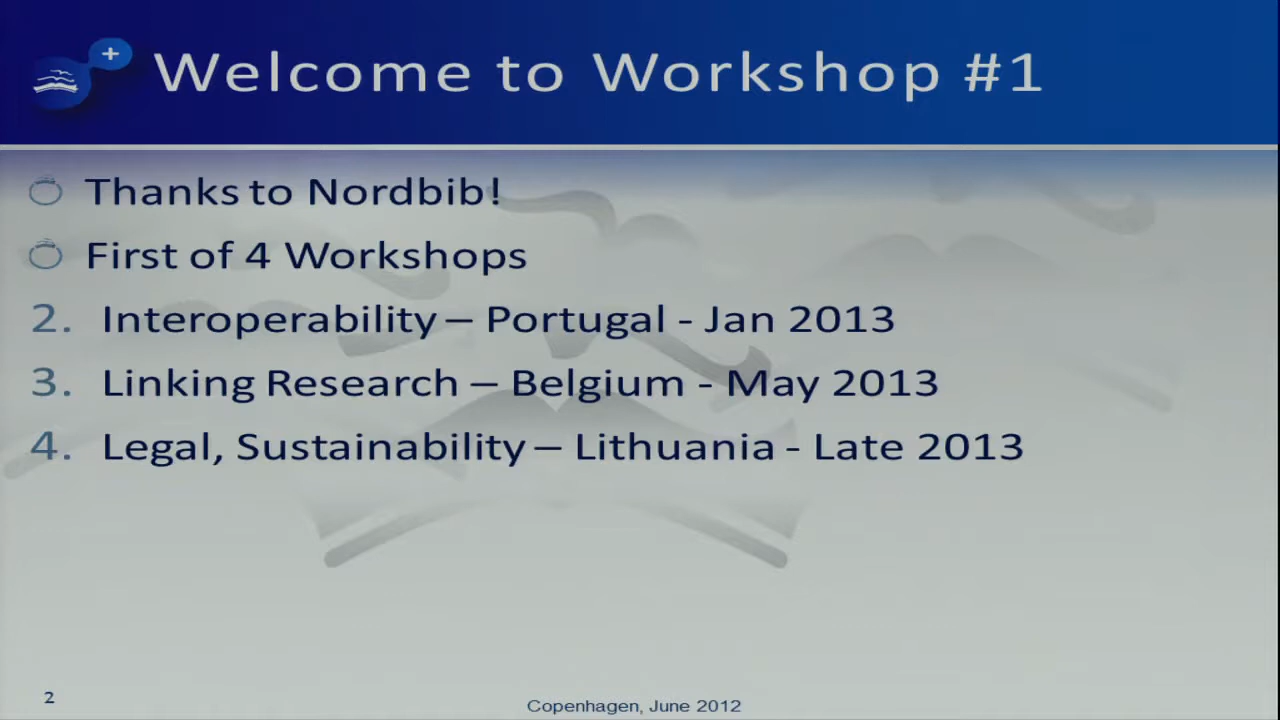 +
Welcome to Workshop #1
Thanks to Nordbib!
First of 4 Workshops
2. Interoperability – Portugal - Jan 2013
3. Linking Research – Belgium - May 2013
4. Legal, Sustainability – Lithuania - Late 2013
2
Copenhagen, June 2012